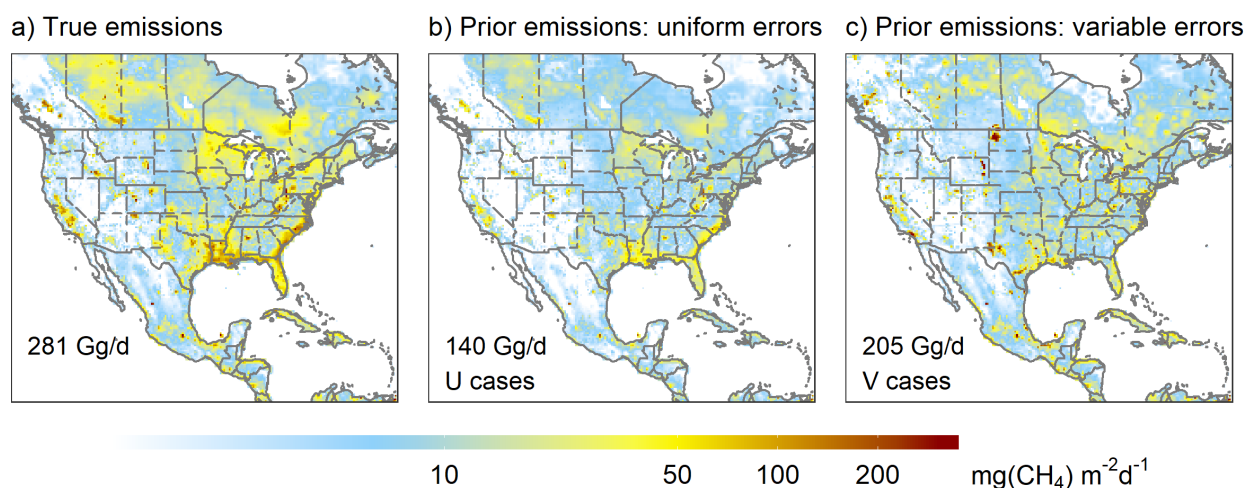 a) True emissions
b) Prior emissions: uniform errors
c) Prior emissions: variable errors
281 Gg/d
140 Gg/d
U cases
205 Gg/d
V cases
10 50 100 200 mg(CH₄) m⁻²d⁻¹